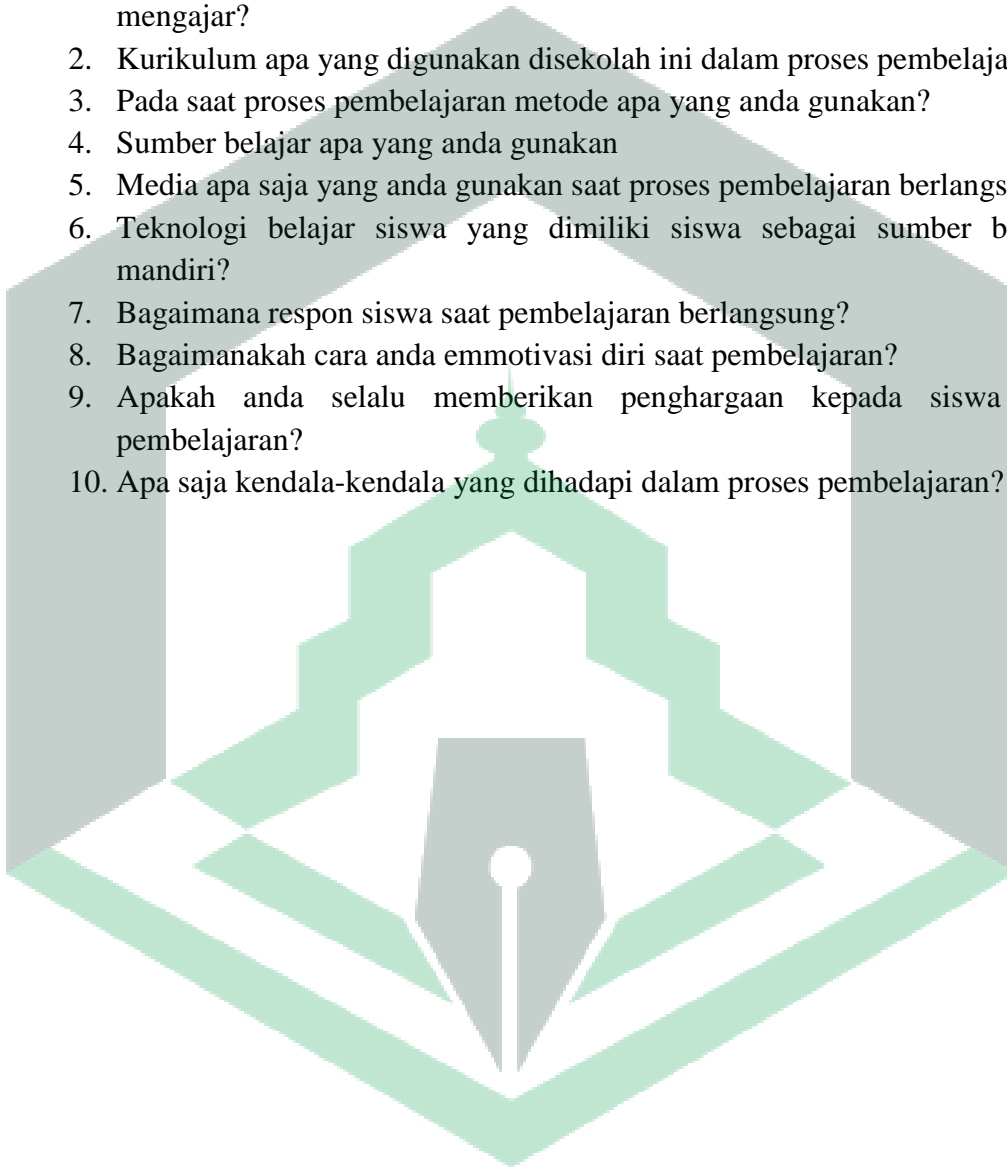 mengajar?
2. Kurikulum apa yang digunakan disekolah ini dalam proses
3. Pada saat proses pembelajaran metode apa yang anda gunakan?
4. Sumber belajar apa yang anda gunakan
5. Media apa saja yang anda gunakan saat proses pembelajaran
6. Teknologi belajar siswa yang dimiliki siswa sebagai sumber
mandiri?
7. Bagaimana respon siswa saat pembelajaran berlangsung?
8. Bagaimanakah cara anda emmotivasi diri saat pembelajaran?
9. Apakah anda selalu memberikan penghargaan kepada siswa
pembelajaran?
10. Apa saja kendala-kendala yang dihadapi dalam proses pembelajaran?